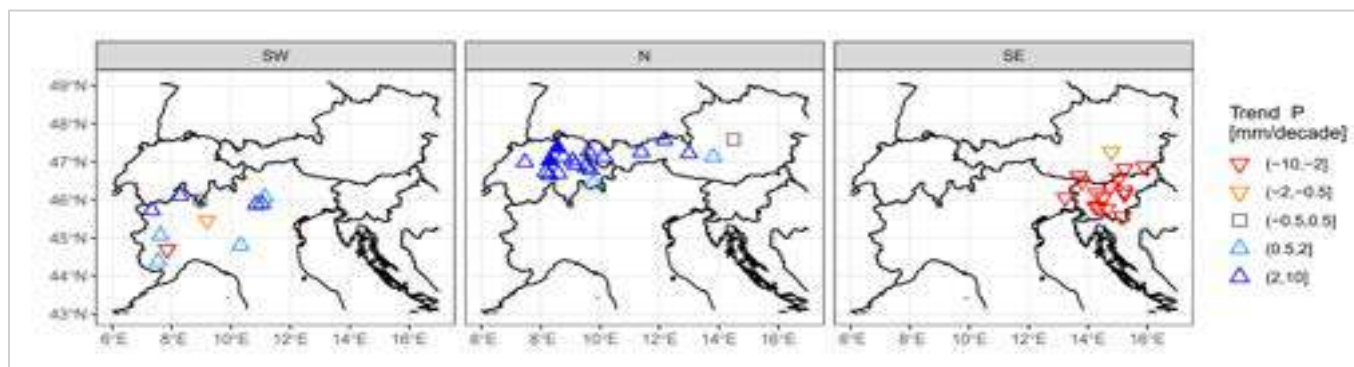 SW N SE
49°N
48°N
47°N
46°N
45°N
44°N
43°N
6°E 8°E 10°E 12°E 14°E 16°E 6°E 8°E 10°E 12°E 14°E 16°E 6°E 8°E 10°E 12°E 14°E 16°E
Trend P
[mm/decade]
(−10,−2]
(−2,−0.5]
(−0.5,0.5]
(0.5,2]
(2,10]